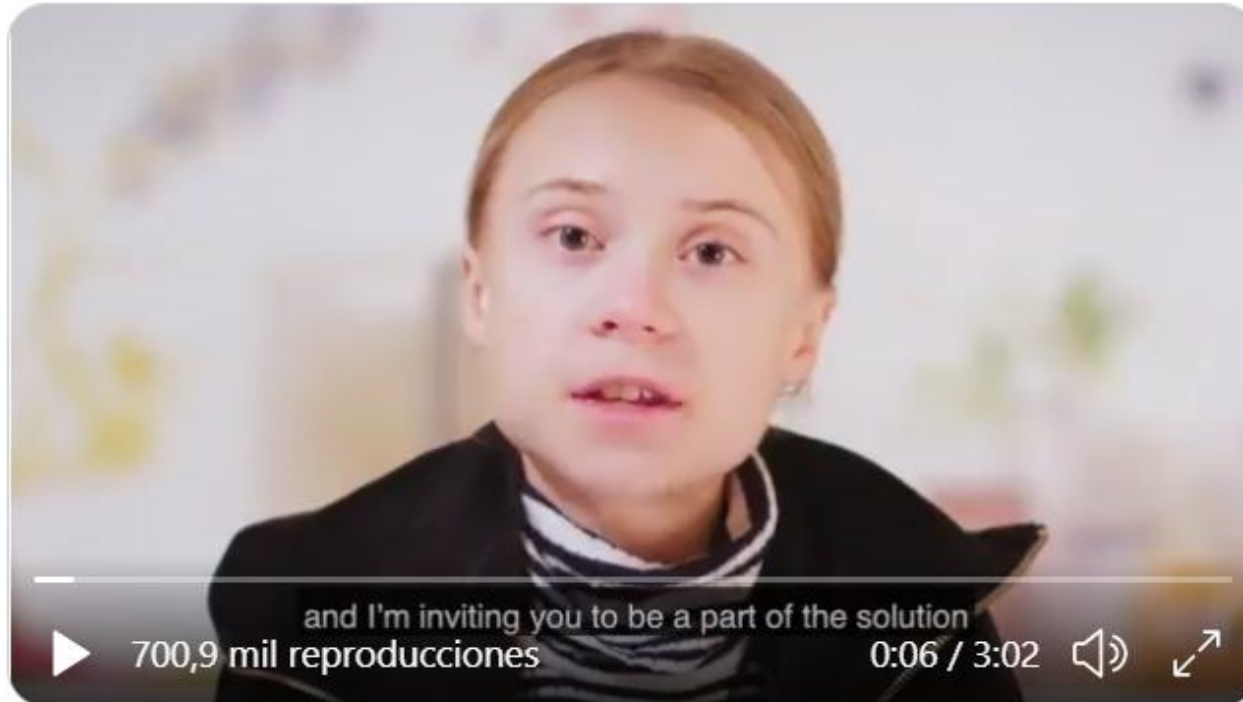 and I'm inviting you to be a part of the solution
700,9 mil reproducciones
0:06 / 3:02